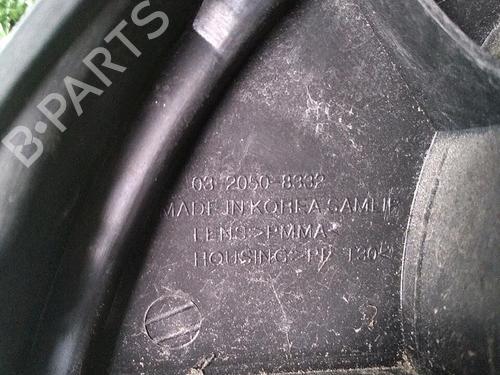 B·PARTS
03-2050-8332
MADE IN KOREA SAMLIP
LENS>PMMA<
HOUSING>PP-T30<